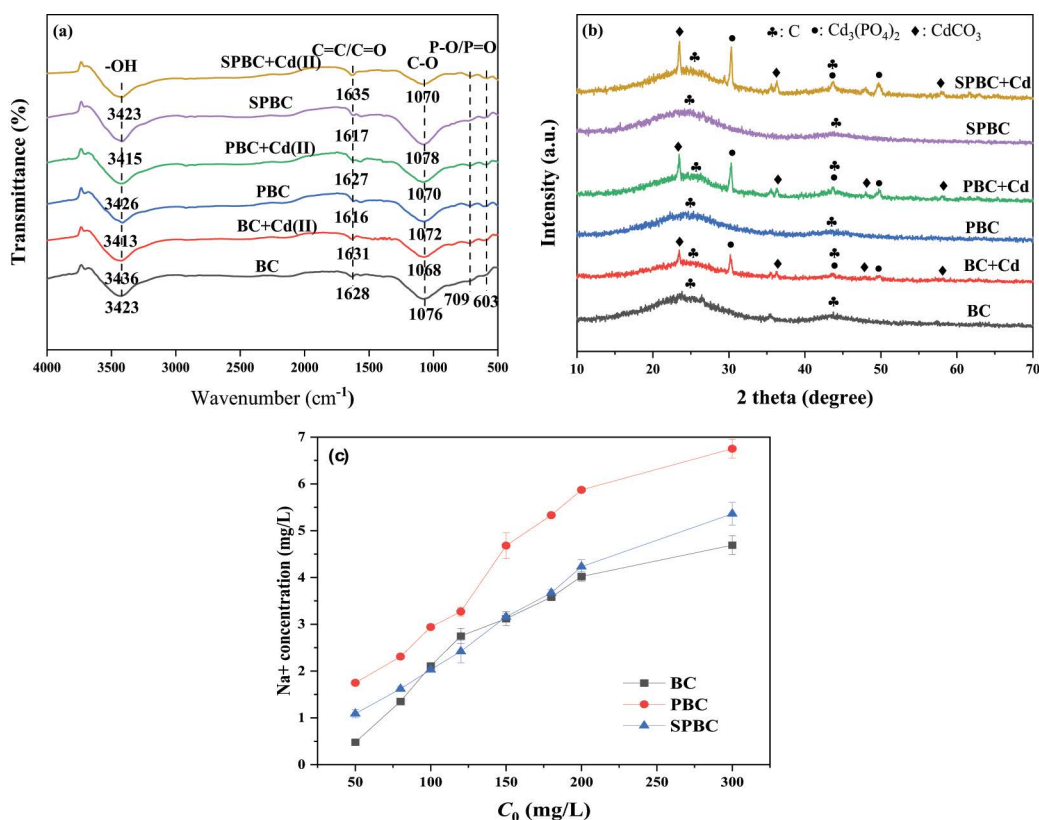 (a)
C=C/C=O
P-O/P=O
-OH
SPBC+Cd(II)
C-O
1635
1070
3423
SPBC
1617
1078
3415
PBC+Cd(II)
1627
1070
3426
PBC
1616
1072
3413
BC+Cd(II)
1631
1068
3436
BC
1628
709
603
3423
1076
Transmittance (%)
4000 3500 3000 2500 2000 1500 1000 500
Wavenumber (cm⁻¹)
(b)
♣: C •: Cd₃(PO₄)₂ ♦: CdCO₃
SPBC+Cd
SPBC
PBC+Cd
PBC
BC+Cd
BC
Intensity (a.u.)
10 20 30 40 50 60 70
2 theta (degree)
(c)
7
6
5
4
3
2
1
0
Na+ concentration (mg/L)
BC
PBC
SPBC
50 100 150 200 250 300
C₀ (mg/L)